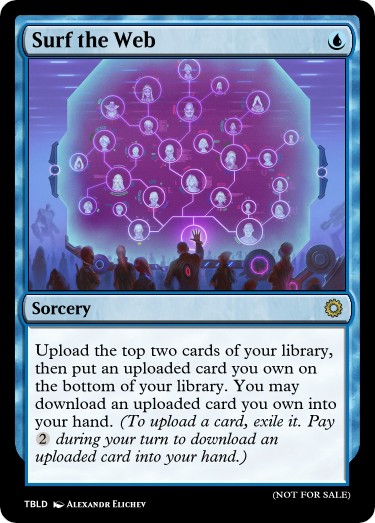 Surf the Web
Sorcery
Upload the top two cards of your library,
then put an uploaded card you own on
the bottom of your library. You may
download an uploaded card you own into
your hand. (To upload a card, exile it. Pay
2 during your turn to download an
uploaded card into your hand.)
(NOT FOR SALE)
TBLD Alexandr Elichev